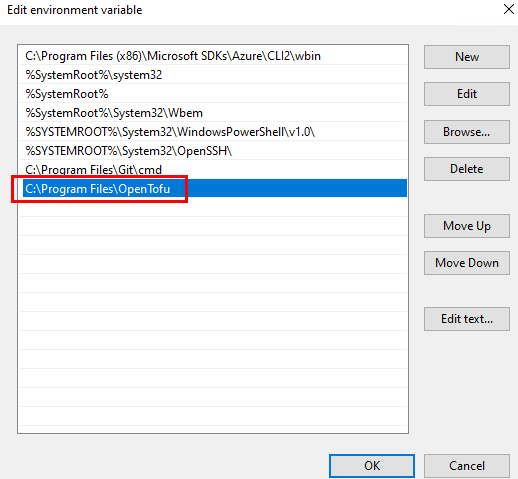 Edit environment variable
C:\Program Files (x86)\Microsoft SDKs\Azure\CLI2\wbin
%SystemRoot%\system32
%SystemRoot%
%SystemRoot%\System32\Wbem
%SYSTEMROOT%\System32\WindowsPowerShell\v1.0\
%SYSTEMROOT%\System32\OpenSSH\
C:\Program Files\Git\cmd
C:\Program Files\OpenTofu
New
Edit
Browse...
Delete
Move Up
Move Down
Edit text...
OK
Cancel